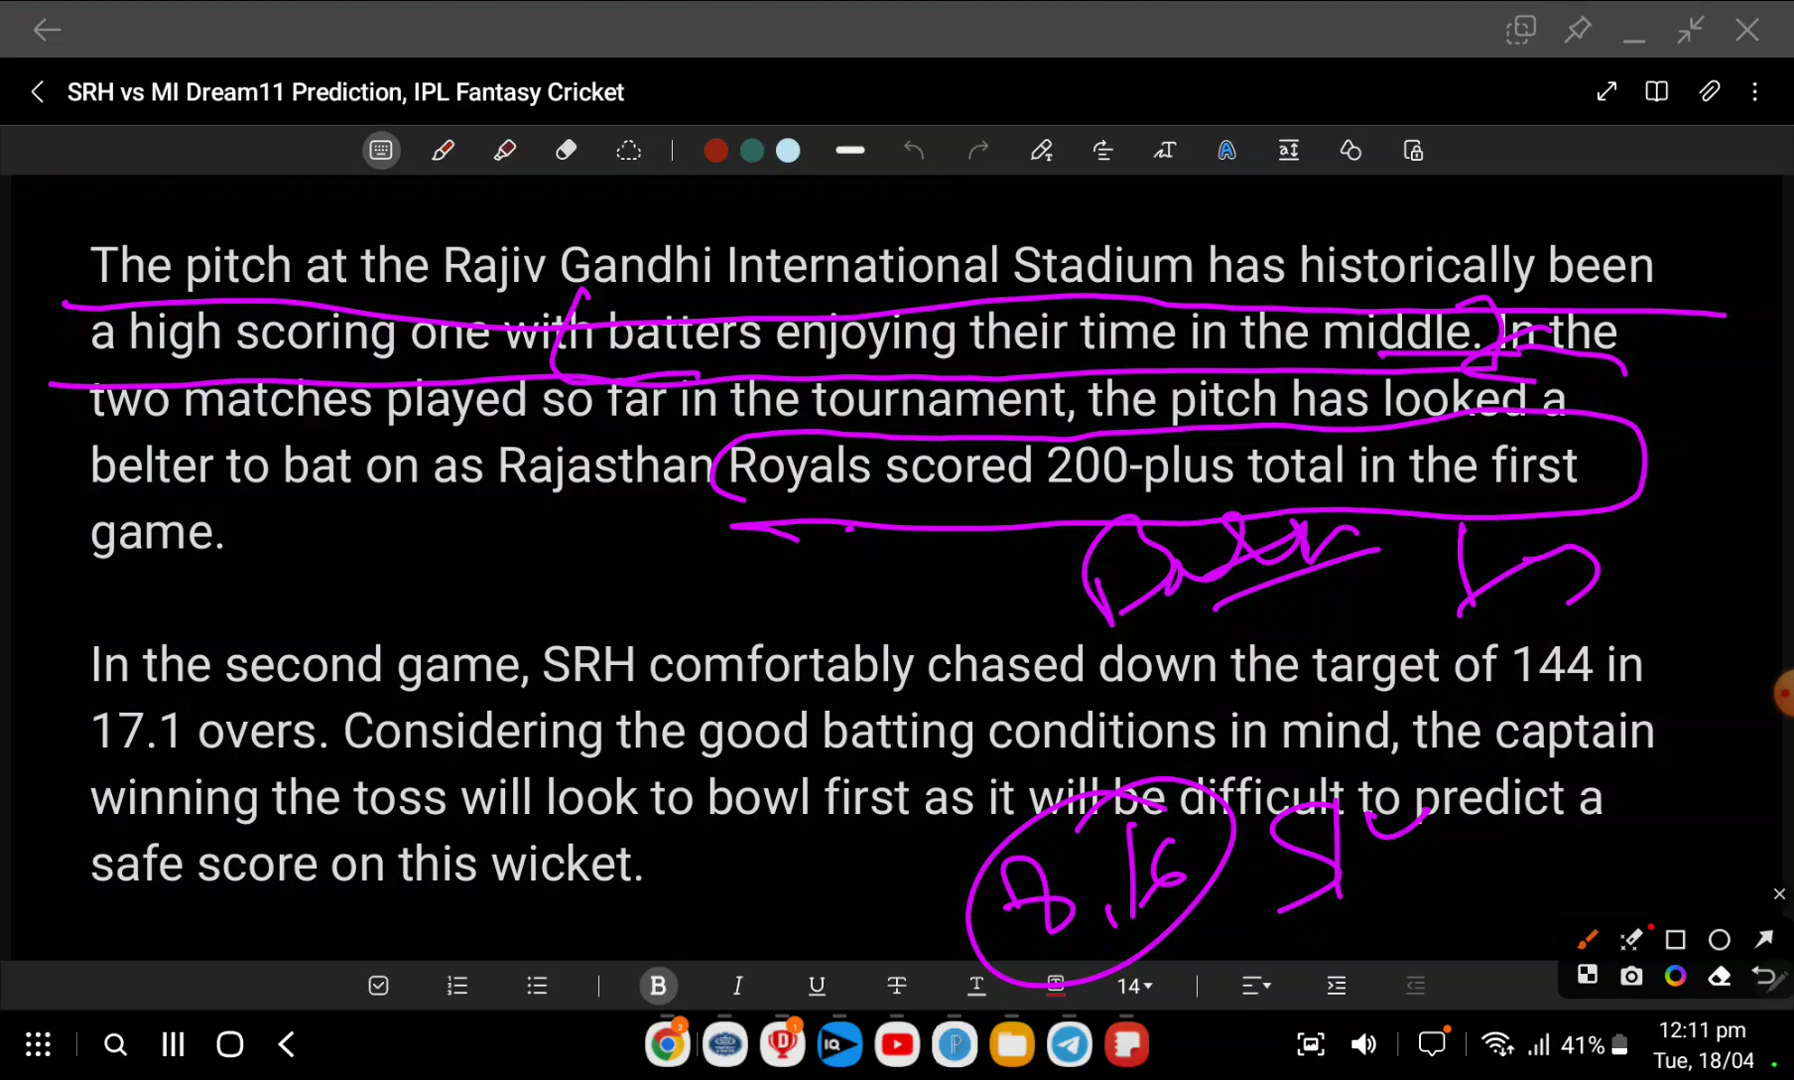 SRH vs MI Dream11 Prediction, IPL Fantasy Cricket
The pitch at the Rajiv Gandhi International Stadium has historically been
a high scoring one with batters enjoying their time in the middle. In the
two matches played so far in the tournament, the pitch has looked a
belter to bat on as Rajasthan Royals scored 200-plus total in the first
game.
In the second game, SRH comfortably chased down the target of 144 in
17.1 overs. Considering the good batting conditions in mind, the captain
winning the toss will look to bowl first as it will be difficult to predict a
safe score on this wicket.
8.16
B I U T T 14
IQ
41%
12:11 pm
Tue, 18/04